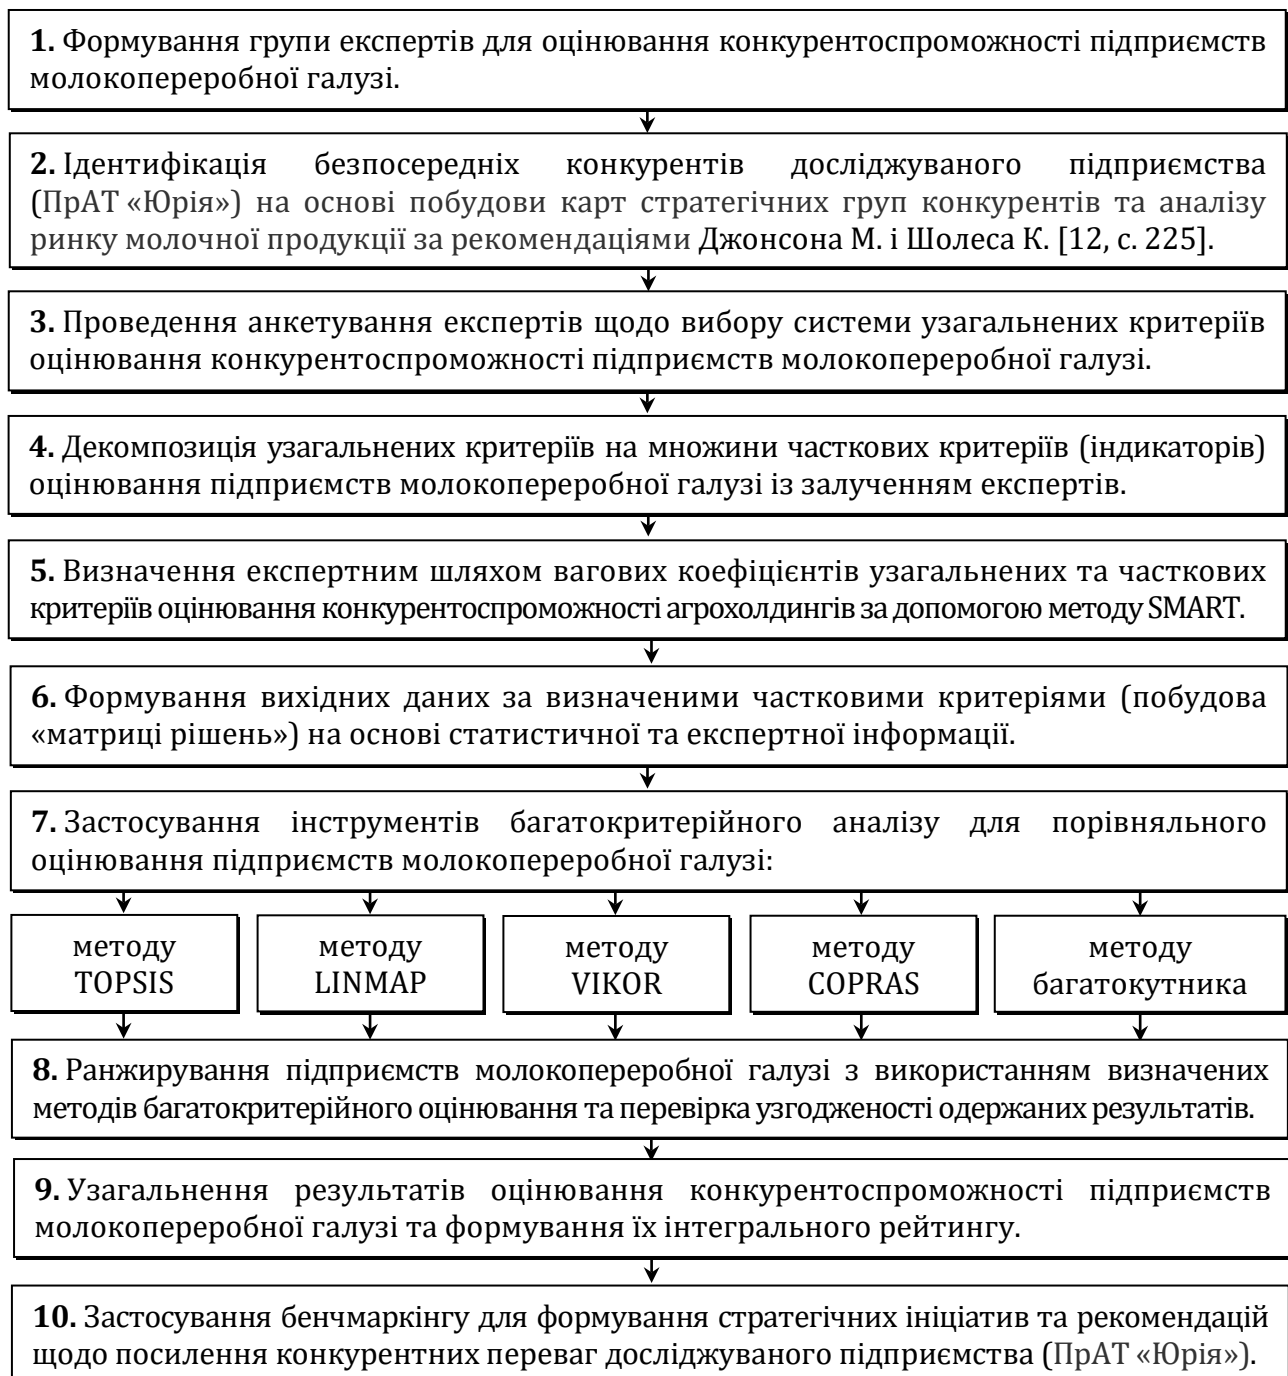 1. Формування групи експертів для оцінювання конкурентоспроможності підприємств
молокопереробної галузі.
2. Ідентифікація безпосередніх конкурентів досліджуваного підприємства
(ПрАТ «Юрія») на основі побудови карт стратегічних груп конкурентів та аналізу
ринку молочної продукції за рекомендаціями Джонсона М. і Шолеса К. [12, с. 225].
3. Проведення анкетування експертів щодо вибору системи узагальнених критеріїв
оцінювання конкурентоспроможності підприємств молокопереробної галузі.
4. Декомпозиція узагальнених критеріїв на множини часткових критеріїв (індикаторів)
оцінювання підприємств молокопереробної галузі із залученням експертів.
5. Визначення експертним шляхом вагових коефіцієнтів узагальнених та часткових
критеріїв оцінювання конкурентоспроможності агрохолдингів за допомогою методу SMART.
6. Формування вихідних даних за визначеними частковими критеріями (побудова
«матриці рішень») на основі статистичної та експертної інформації.
7. Застосування інструментів багатокритерійного аналізу для порівняльного
оцінювання підприємств молокопереробної галузі:
методу
TOPSIS
методу
LINMAP
методу
VIKOR
методу
COPRAS
методу
багатокутника
8. Ранжирування підприємств молокопереробної галузі з використанням визначених
методів багатокритерійного оцінювання та перевірка узгодженості одержаних результатів.
9. Узагальнення результатів оцінювання конкурентоспроможності підприємств
молокопереробної галузі та формування їх інтегрального рейтингу.
10. Застосування бенчмаркінгу для формування стратегічних ініціатив та рекомендацій
щодо посилення конкурентних переваг досліджуваного підприємства (ПрАТ «Юрія»).